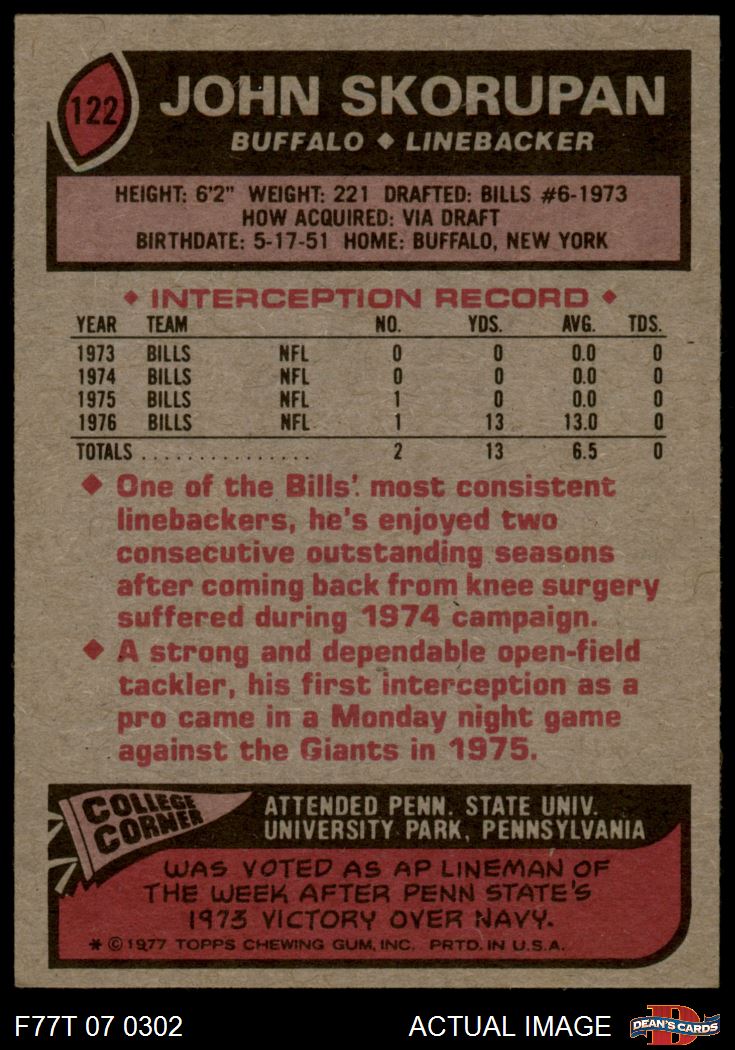 122
JOHN SKORUPAN
BUFFALO ◆ LINEBACKER
HEIGHT: 6'2" WEIGHT: 221 DRAFTED: BILLS #6-1973
HOW ACQUIRED: VIA DRAFT
BIRTHDATE: 5-17-51 HOME: BUFFALO, NEW YORK
◆ INTERCEPTION RECORD ◆
YEAR TEAM NO. YDS. AVG. TDS.
1973 BILLS NFL 0 0 0.0 0
1974 BILLS NFL 0 0 0.0 0
1975 BILLS NFL 1 0 0.0 0
1976 BILLS NFL 1 13 13.0 0
TOTALS . . . . . . . . . . . . . . . 2 13 6.5 0
◆ One of the Bills' most consistent
linebackers, he's enjoyed two
consecutive outstanding seasons
after coming back from knee surgery
suffered during 1974 campaign.
◆ A strong and dependable open-field
tackler, his first interception as a
pro came in a Monday night game
against the Giants in 1975.
COLLEGE
CORNER
ATTENDED PENN. STATE UNIV.
UNIVERSITY PARK, PENNSYLVANIA
WAS VOTED AS AP LINEMAN OF
THE WEEK AFTER PENN STATE'S
1973 VICTORY OVER NAVY.
* © 1977 TOPPS CHEWING GUM, INC. PRTD. IN U.S.A.
F77T 07 0302
ACTUAL IMAGE
D
DEAN'S CARDS